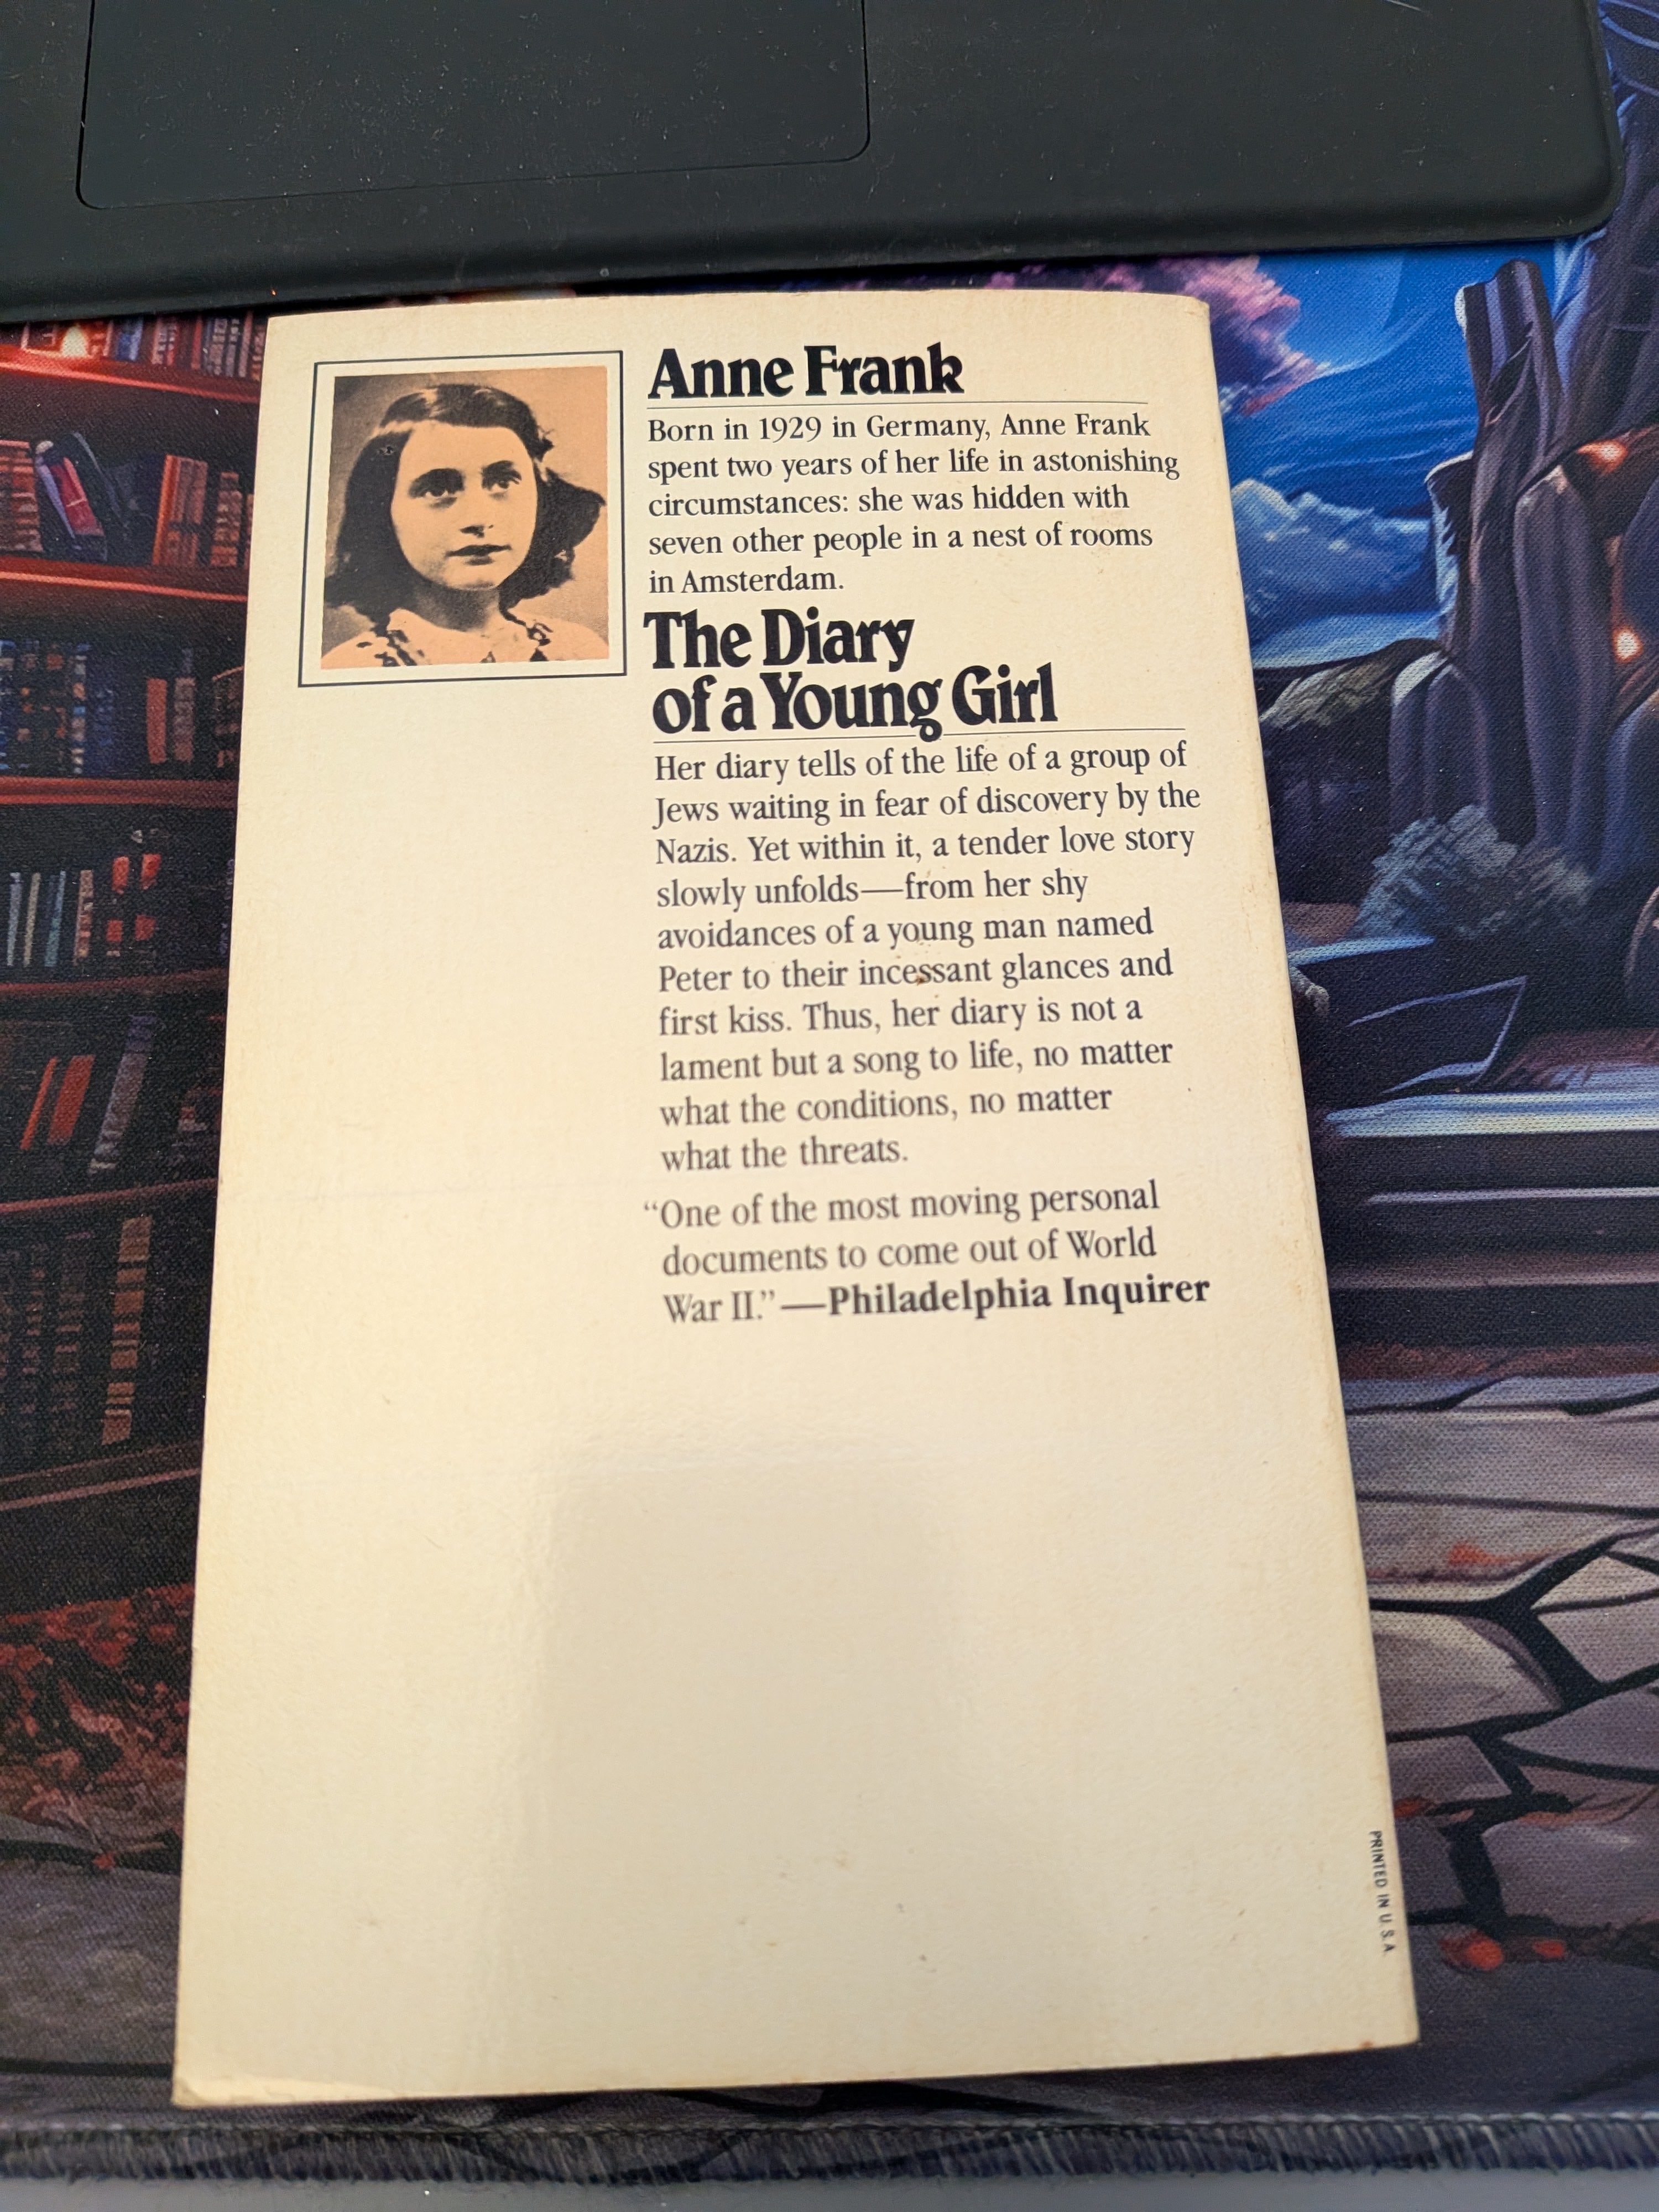 Anne Frank
Born in 1929 in Germany, Anne Frank
spent two years of her life in astonishing
circumstances: she was hidden with
seven other people in a nest of rooms
in Amsterdam.
The Diary
of a Young Girl
Her diary tells of the life of a group of
Jews waiting in fear of discovery by the
Nazis. Yet within it, a tender love story
slowly unfolds—from her shy
avoidances of a young man named
Peter to their incessant glances and
first kiss. Thus, her diary is not a
lament but a song to life, no matter
what the conditions, no matter
what the threats.
“One of the most moving personal
documents to come out of World
War II.”—Philadelphia Inquirer
PRINTED IN U.S.A.